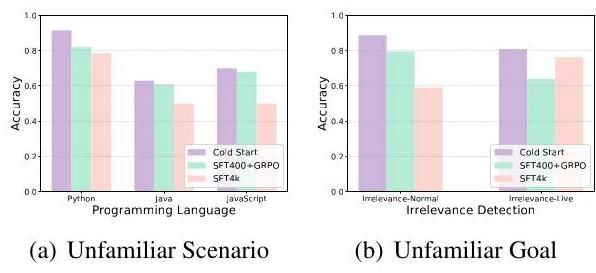 1.0
0.8
0.6
0.4
0.2
0.0
Accuracy
Cold Start
SFT400+GRPO
SFT4k
Python Java JavaScript
Programming Language
(a) Unfamiliar Scenario
1.0
0.8
0.6
0.4
0.2
0.0
Accuracy
Cold Start
SFT400+GRPO
SFT4k
Irrelevance-Normal Irrelevance-Live
Irrelevance Detection
(b) Unfamiliar Goal